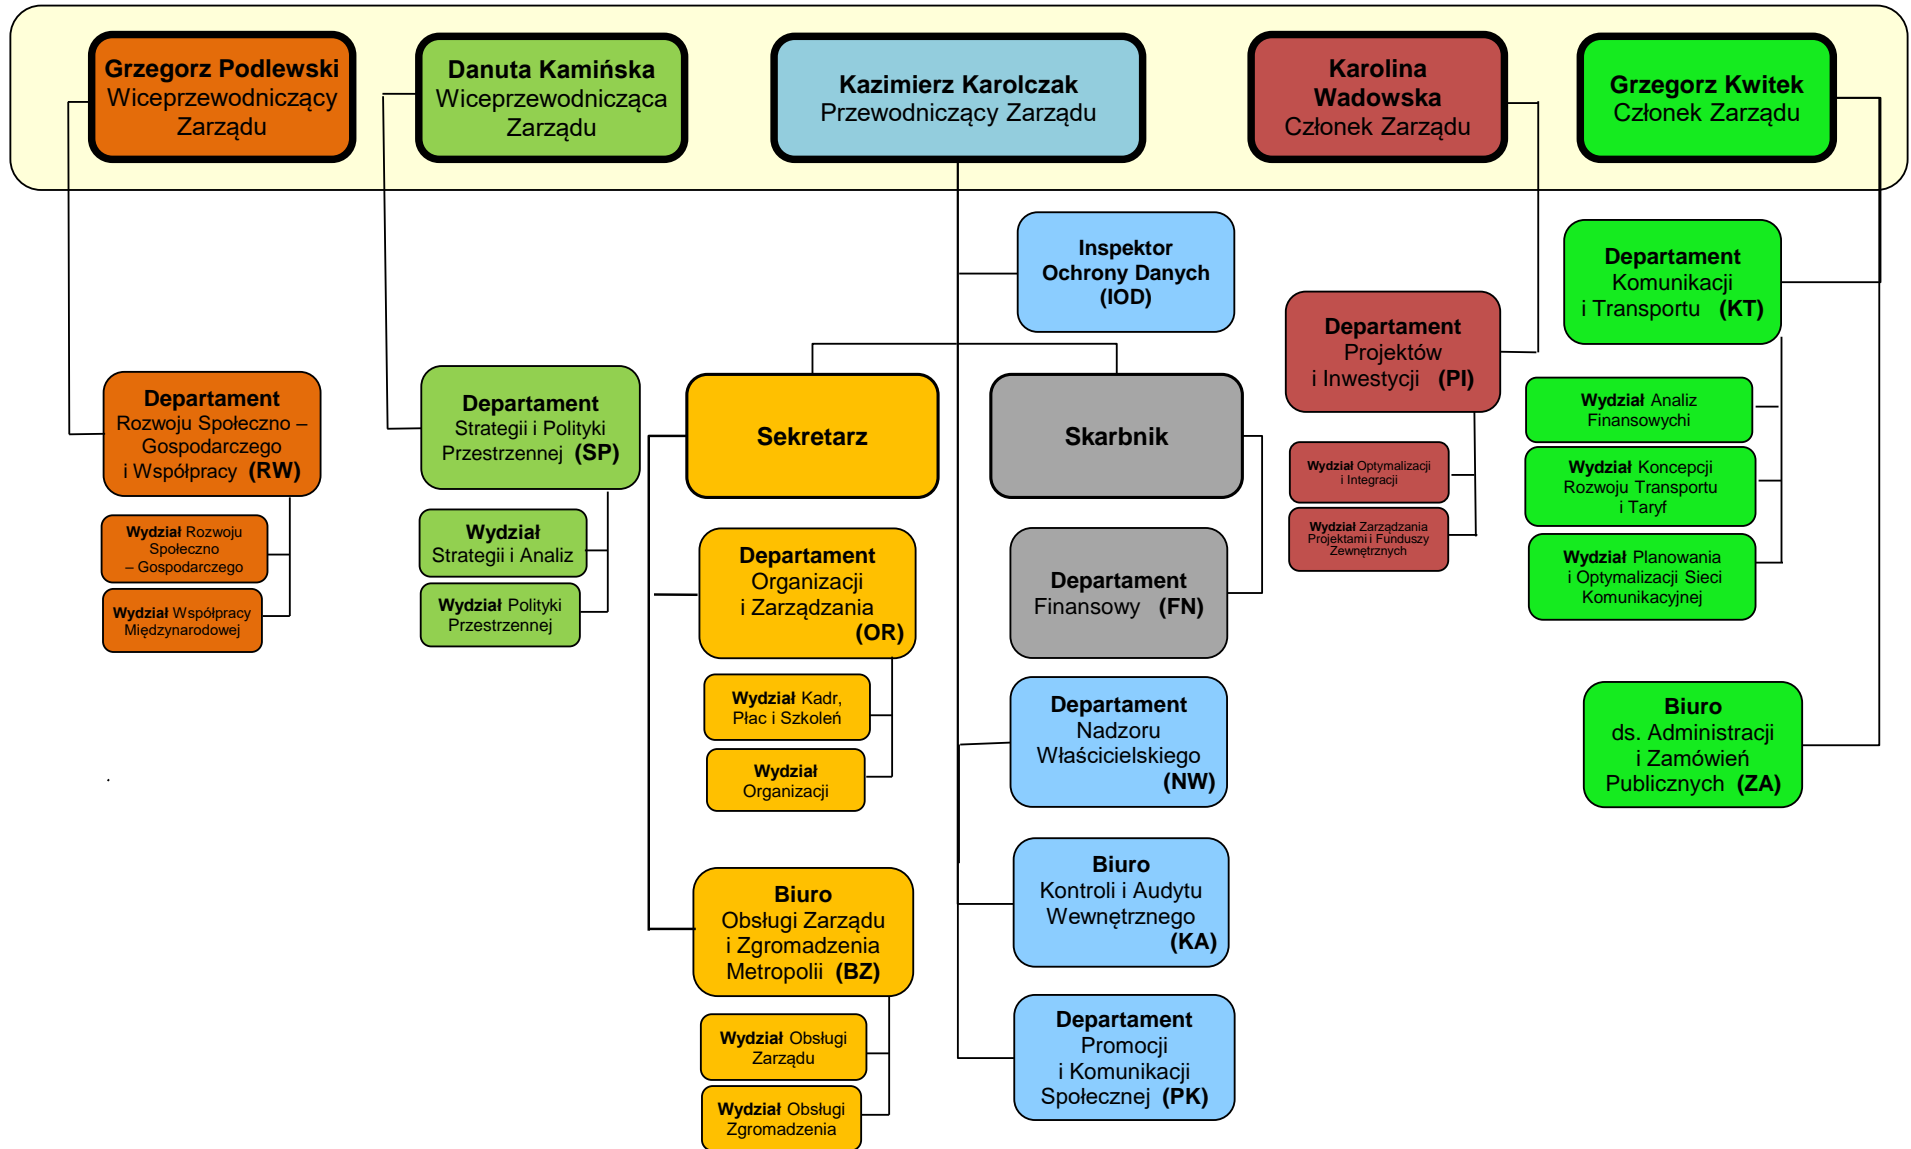 Grzegorz Podlewski
Wiceprzewodniczący
Zarządu
Danuta Kamińska
Wiceprzewodnicząca
Zarządu
Kazimierz Karolczak
Przewodniczący Zarządu
Karolina
Wadowska
Członek Zarządu
Grzegorz Kwitek
Członek Zarządu
Inspektor
Ochrony Danych
(IOD)
Departament
Komunikacji
i Transportu (KT)
Departament
Projektów
i Inwestycji (PI)
Departament
Rozwoju Społeczno –
Gospodarczego
i Współpracy (RW)
Departament
Strategii i Polityki
Przestrzennej (SP)
Sekretarz
Skarbnik
Wydział Analiz
Finansowychi
Wydział Optymalizacji
i Integracji
Wydział Koncepcji
Rozwoju Transportu
i Taryf
Wydział Rozwoju
Społeczno
– Gospodarczego
Wydział
Strategii i Analiz
Wydział Zarządzania
Projektami i Funduszy
Zewnętrznych
Wydział Planowania
i Optymalizacji Sieci
Komunikacyjnej
Wydział Współpracy
Międzynarodowej
Wydział Polityki
Przestrzennej
Departament
Organizacji
i Zarządzania
(OR)
Departament
Finansowy (FN)
Wydział Kadr,
Płac i Szkoleń
Wydział
Organizacji
Departament
Nadzoru
Właścicielskiego
(NW)
Biuro
ds. Administracji
i Zamówień
Publicznych (ZA)
Biuro
Obsługi Zarządu
i Zgromadzenia
Metropolii (BZ)
Biuro
Kontroli i Audytu
Wewnętrznego
(KA)
Wydział Obsługi
Zarządu
Wydział Obsługi
Zgromadzenia
Departament
Promocji
i Komunikacji
Społecznej (PK)